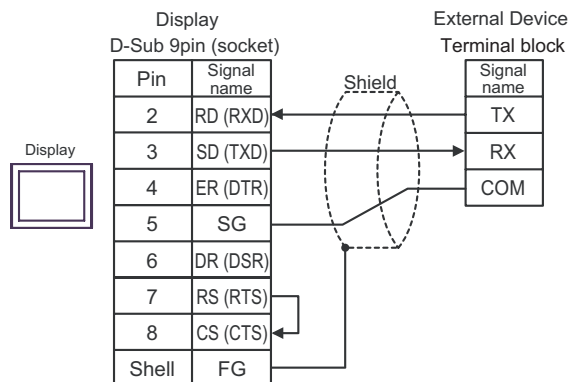 Display
D-Sub 9pin (socket)
External Device
Terminal block
Pin
Signal
name
Shield
Signal
name
2
RD (RXD)
TX
3
SD (TXD)
RX
Display
4
ER (DTR)
COM
5
SG
6
DR (DSR)
7
RS (RTS)
8
CS (CTS)
Shell
FG